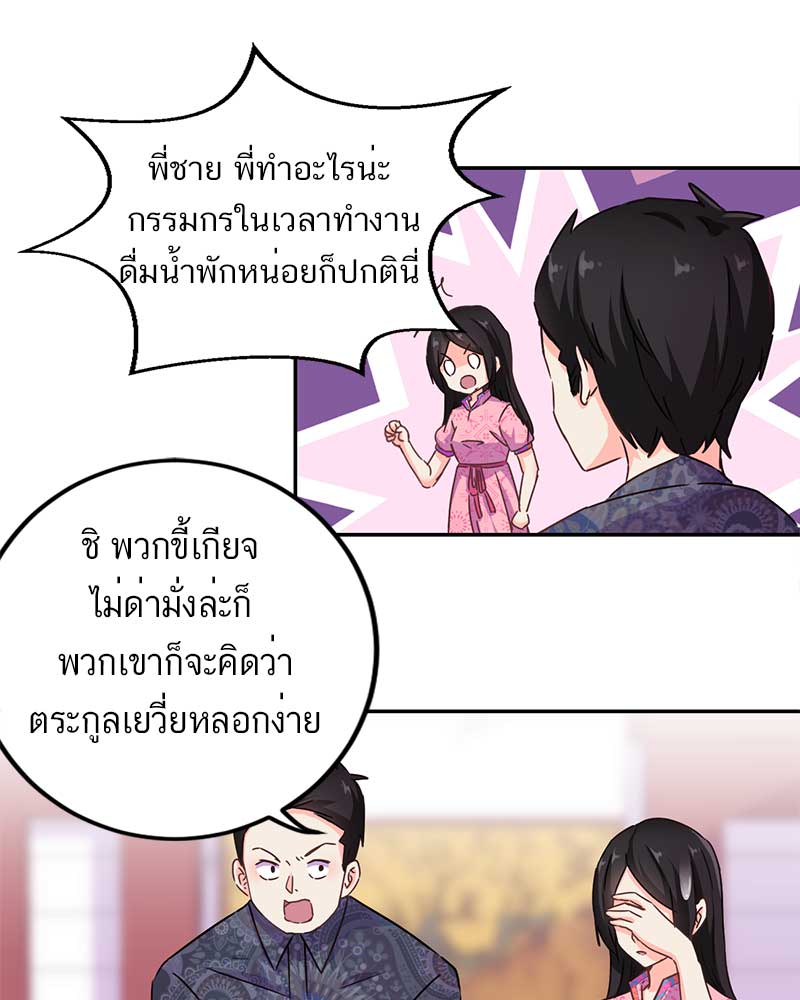 พี่ชาย พี่ทำอะไรน่ะ
กรรมกรในเวลาทำงาน
ดื่มน้ำพักหน่อยก็ปกตินี่
ชิ พวกขี้เกียจ
ไม่ด่ามั่งล่ะก็
พวกเขาก็จะคิดว่า
ตระกูลเยวี่ยหลอกง่าย